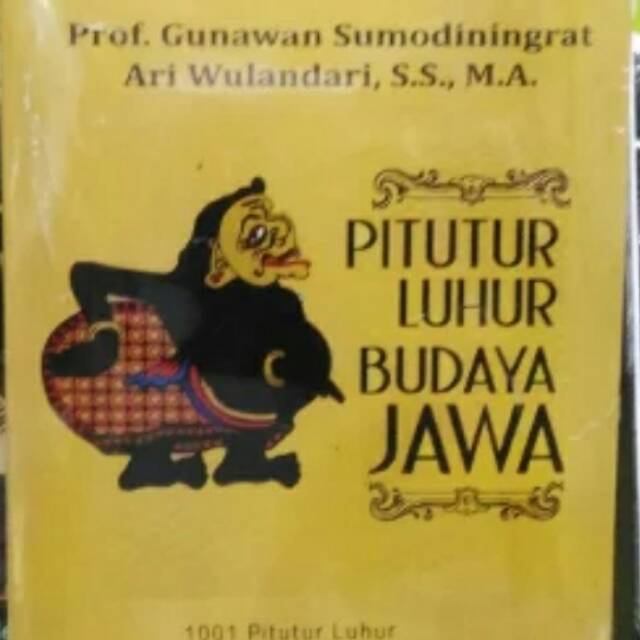 Prof. Gunawan Sumodiningrat
Ari Wulandari, S.S., M.A.
PITUTUR
LUHUR
BUDAYA
JAWA
1001 Pitutur Luhur